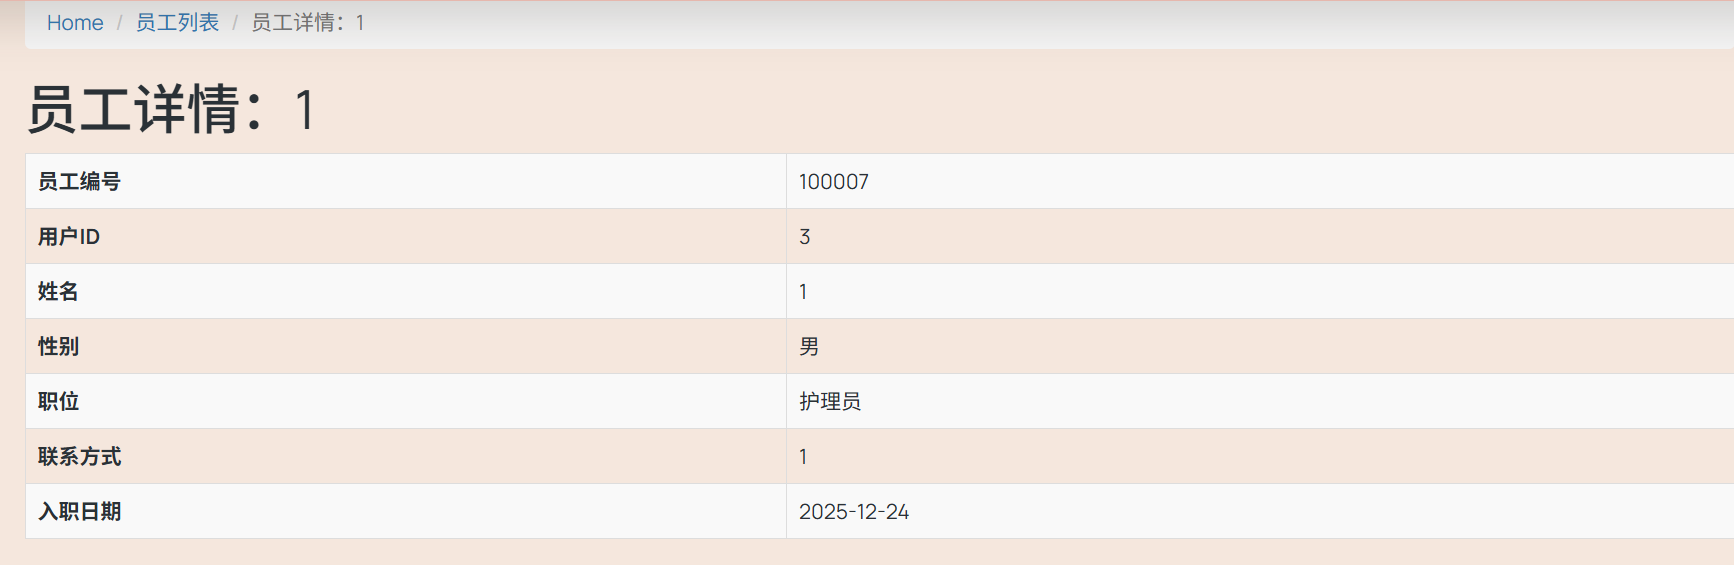 Home / 员工列表 / 员工详情：1
员工详情：1
员工编号 100007
用户ID 3
姓名 1
性别 男
职位 护理员
联系方式 1
入职日期 2025-12-24